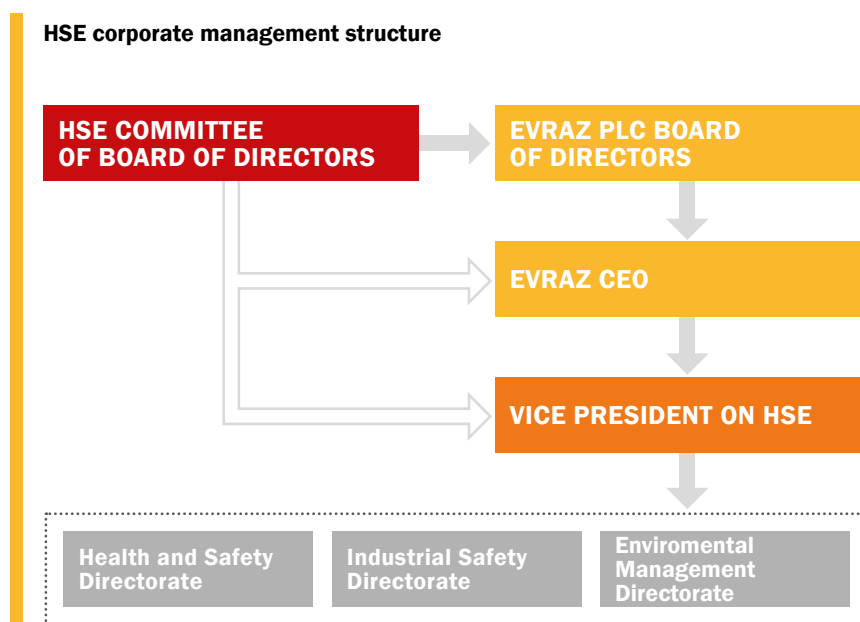 HSE corporate management structure
HSE COMMITTEE
OF BOARD OF DIRECTORS
EVRAZ PLC BOARD
OF DIRECTORS
EVRAZ CEO
VICE PRESIDENT ON HSE
Health and Safety
Directorate
Industrial Safety
Directorate
Enviromental
Management
Directorate